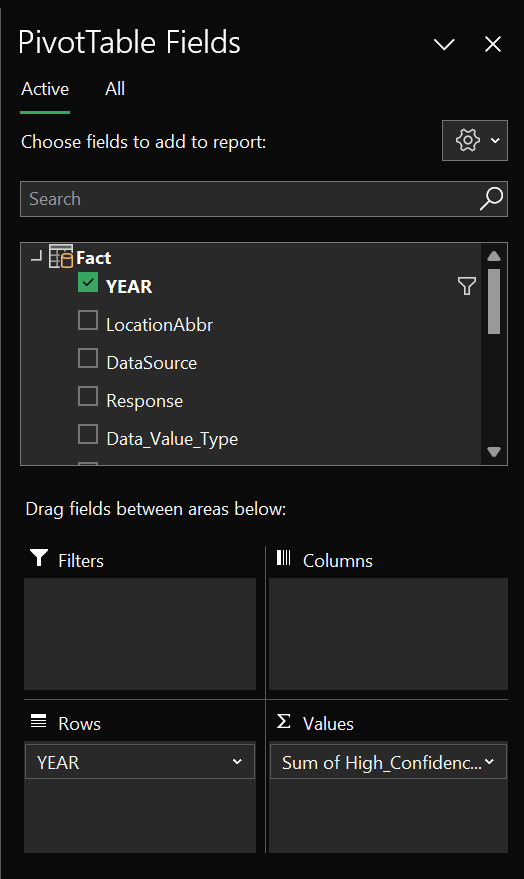 PivotTable Fields
Active All
Choose fields to add to report:
Search
Fact
YEAR
LocationAbbr
DataSource
Response
Data_Value_Type
Drag fields between areas below:
Filters
Columns
Rows
Values
YEAR
Sum of High_Confidenc...